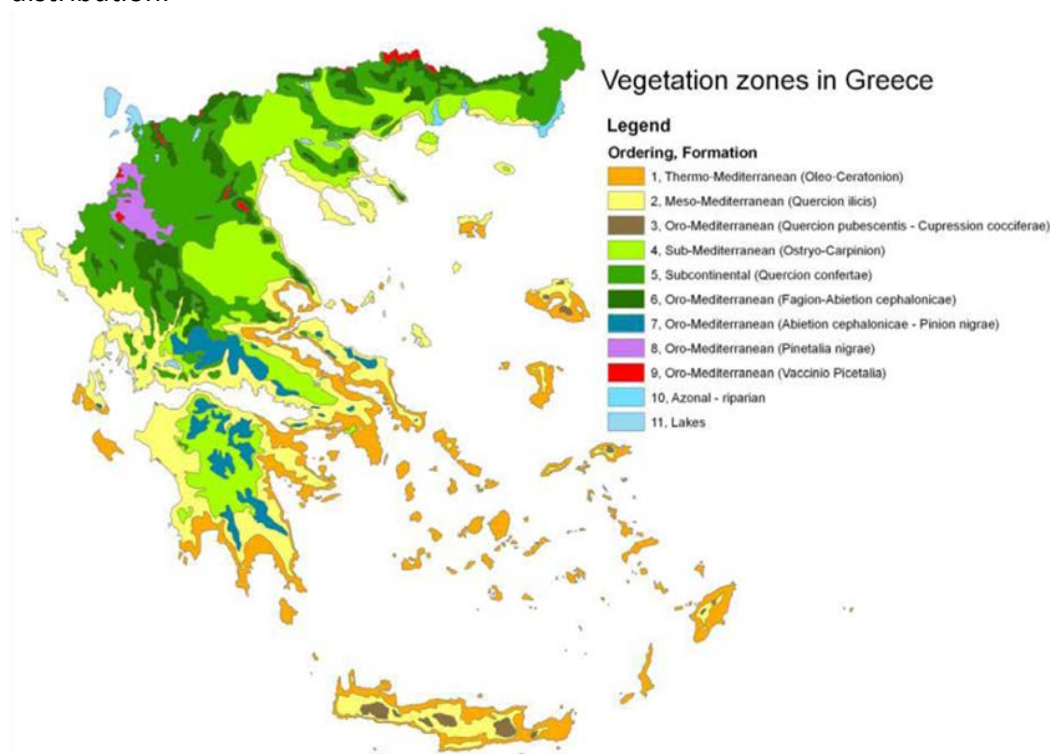 distribution.
Vegetation zones in Greece
Legend
Ordering, Formation
1, Thermo-Mediterranean (Oleo-Ceratonion)
2, Meso-Mediterranean (Quercion ilicis)
3, Oro-Mediterranean (Quercion pubescentis - Cupression cocciferae)
4, Sub-Mediterranean (Ostryo-Carpinion)
5, Subcontinental (Quercion confertae)
6, Oro-Mediterranean (Fagion-Abietion cephalonicae)
7, Oro-Mediterranean (Abietion cephalonicae - Pinion nigrae)
8, Oro-Mediterranean (Pinetalia nigrae)
9, Oro-Mediterranean (Vaccinio Picetalia)
10, Azonal - riparian
11, Lakes